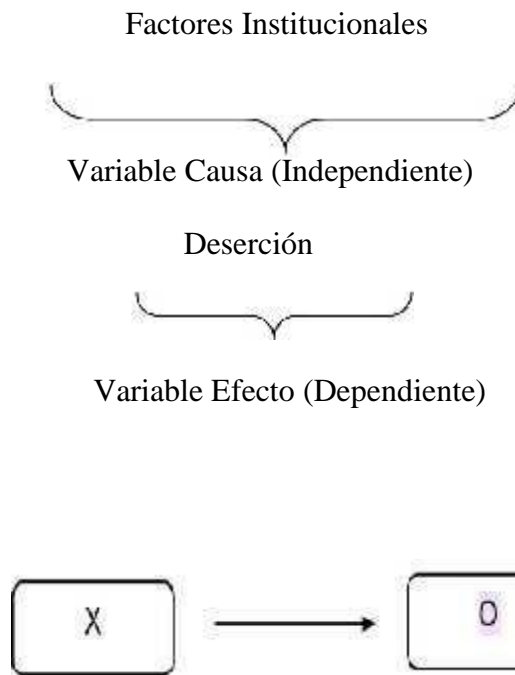 Factores Institucionales
Variable Causa (Independiente)
Deserción
Variable Efecto (Dependiente)
X
O